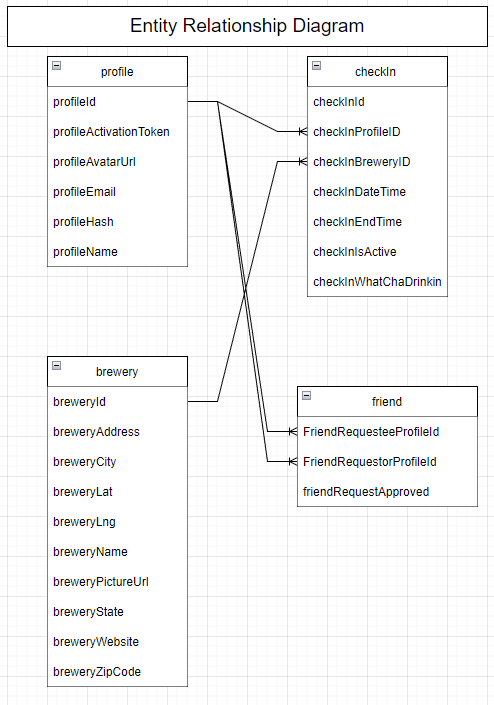 Entity Relationship Diagram
profile
profileId
profileActivationToken
profileAvatarUrl
profileEmail
profileHash
profileName
checkIn
checkInId
checkInProfileID
checkInBreweryID
checkInDateTime
checkInEndTime
checkInIsActive
checkInWhatChaDrinkin
brewery
breweryId
breweryAddress
breweryCity
breweryLat
breweryLng
breweryName
breweryPictureUrl
breweryState
breweryWebsite
breweryZipCode
friend
FriendRequesteeProfileId
FriendRequestorProfileId
friendRequestApproved